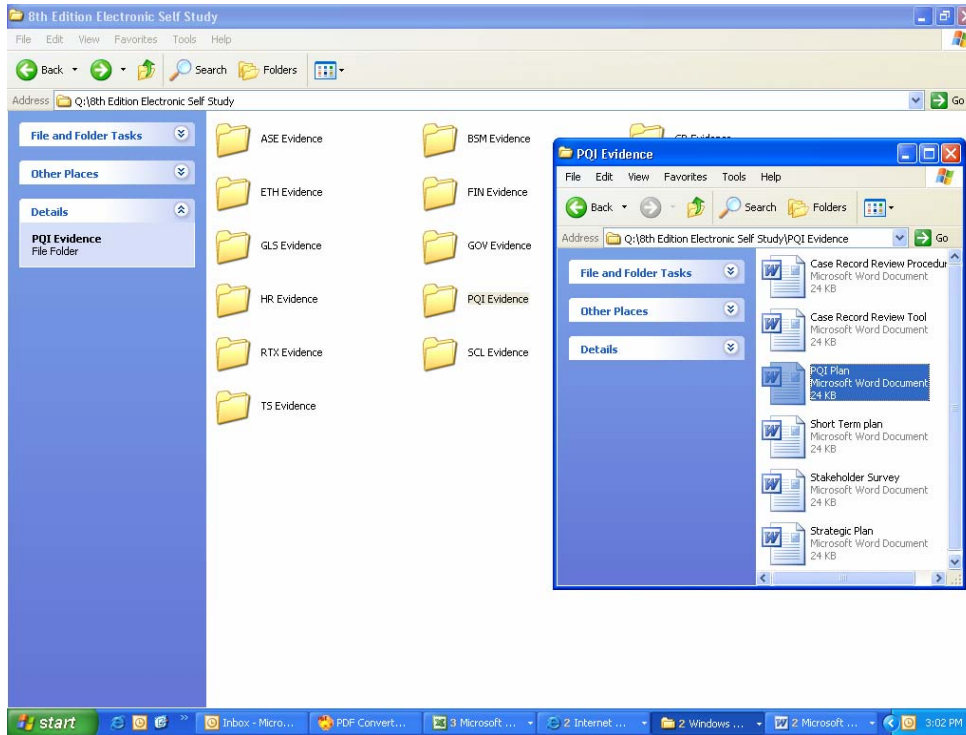 8th Edition Electronic Self Study
File Edit View Favorites Tools Help
Back Search Folders
Address Q:\8th Edition Electronic Self Study Go
File and Folder Tasks
Other Places
Details
PQI Evidence
File Folder
ASE Evidence
BSM Evidence
ETH Evidence
FIN Evidence
GLS Evidence
GOV Evidence
HR Evidence
PQI Evidence
RTX Evidence
SCL Evidence
TS Evidence
PQI Evidence
File Edit View Favorites Tools Help
Back Search Folders
Address Q:\8th Edition Electronic Self Study\PQI Evidence Go
File and Folder Tasks
Other Places
Details
Case Record Review Procedur
Microsoft Word Document
24 KB
Case Record Review Tool
Microsoft Word Document
24 KB
PQI Plan
Microsoft Word Document
24 KB
Short Term plan
Microsoft Word Document
24 KB
Stakeholder Survey
Microsoft Word Document
24 KB
Strategic Plan
Microsoft Word Document
24 KB
start Inbox - Micro... PDF Convert... 3 Microsoft ... 2 Internet ... 2 Windows ... 2 Microsoft ... 3:02 PM